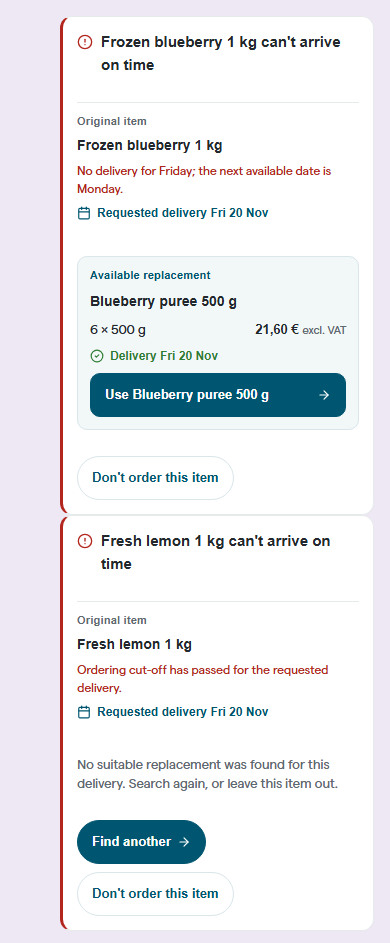 Frozen blueberry 1 kg can't arrive
on time
Original item
Frozen blueberry 1 kg
No delivery for Friday; the next available date is
Monday.
Requested delivery Fri 20 Nov
Available replacement
Blueberry puree 500 g
6 × 500 g 21,60 € excl. VAT
Delivery Fri 20 Nov
Use Blueberry puree 500 g
Don't order this item
Fresh lemon 1 kg can't arrive on
time
Original item
Fresh lemon 1 kg
Ordering cut-off has passed for the requested
delivery.
Requested delivery Fri 20 Nov
No suitable replacement was found for this
delivery. Search again, or leave this item out.
Find another
Don't order this item